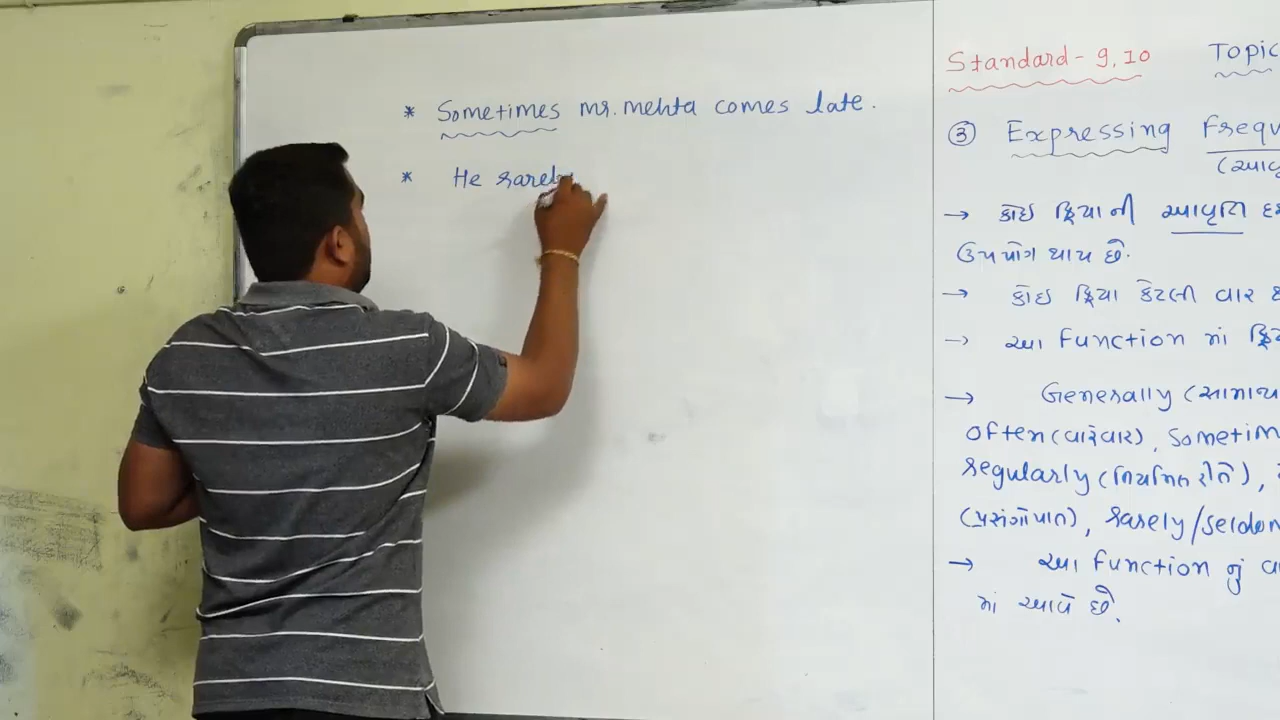 * Sometimes mr. mehta comes late.
* He rarely
Standard- 9, 10 Topic
③ Expressing Frequ
(આવૃ
→ કોઇ ક્રિયાની આવૃતિ દર્
ઉપયોગ થાય છે.
→ કોઇ ક્રિયા કેટલી વાર થ
→ આ Function માં ક્રિ
→ Generally (સામાન્ય
often (વારંવાર), Sometim
regularly (નિયમિત રીતે),
(પ્રસંગોપાત), rarely/seldom
→ આ Function નું વા
માં આવે છે.